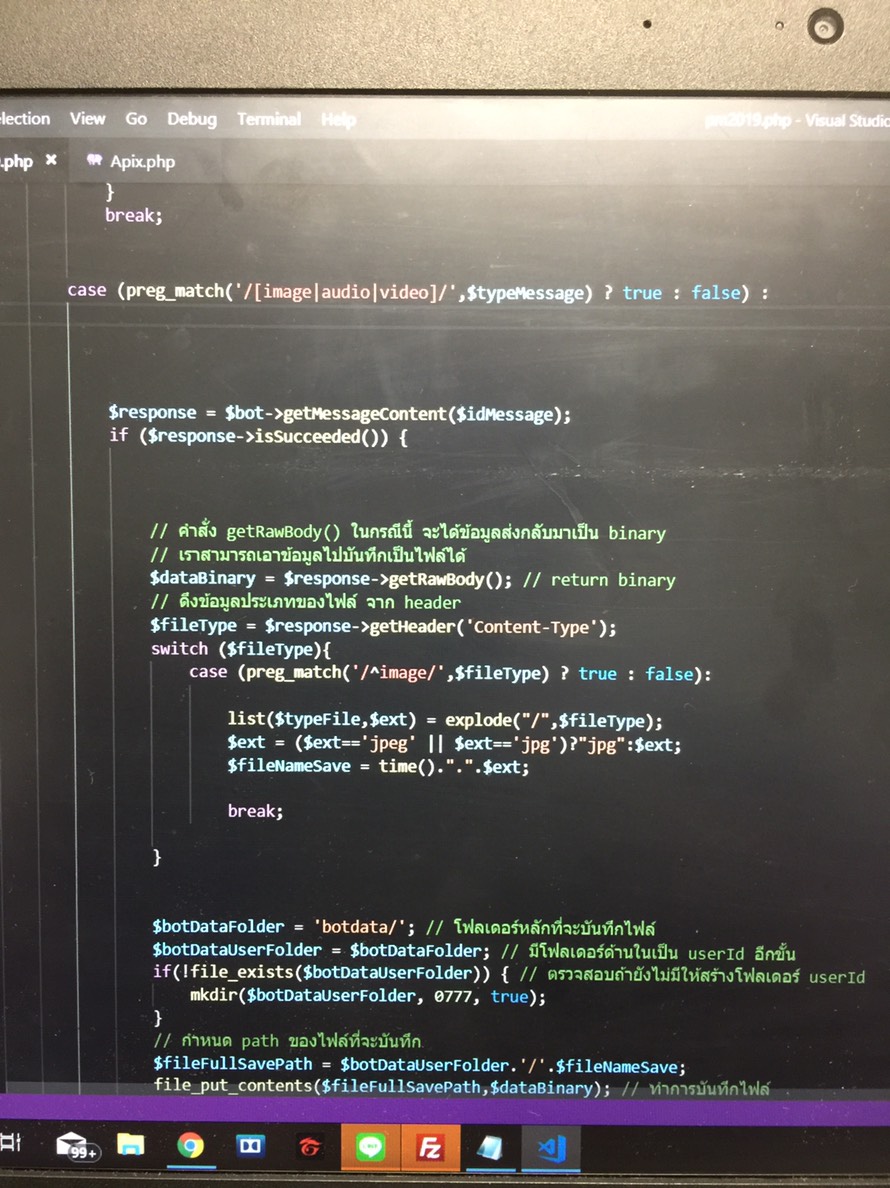 election View Go Debug Terminal Help 2019.php - Visual Studio
.php × Apix.php
}
break;
case (preg_match('/[image|audio|video]/',$typeMessage) ? true : false) :
$response = $bot->getMessageContent($idMessage);
if ($response->isSucceeded()) {
// คำสั่ง getRawBody() ในกรณีนี้ จะได้ข้อมูลส่งกลับมาเป็น binary
// เราสามารถเอาข้อมูลไปบันทึกเป็นไฟล์ได้
$dataBinary = $response->getRawBody(); // return binary
// ดึงข้อมูลประเภทของไฟล์ จาก header
$fileType = $response->getHeader('Content-Type');
switch ($fileType){
case (preg_match('/^image/',$fileType) ? true : false):
list($typeFile,$ext) = explode("/",$fileType);
$ext = ($ext=='jpeg' || $ext=='jpg')?"jpg":$ext;
$fileNameSave = time().".".$ext;
break;
}
$botDataFolder = 'botdata/'; // โฟลเดอร์หลักที่จะบันทึกไฟล์
$botDataUserFolder = $botDataFolder; // มีโฟลเดอร์ด้านในเป็น userId อีกขั้น
if(!file_exists($botDataUserFolder)) { // ตรวจสอบถ้ายังไม่มีให้สร้างโฟลเดอร์ userId
mkdir($botDataUserFolder, 0777, true);
}
// กำหนด path ของไฟล์ที่จะบันทึก
$fileFullSavePath = $botDataUserFolder.'/'.$fileNameSave;
file_put_contents($fileFullSavePath,$dataBinary); // ทำการบันทึกไฟล์
99+